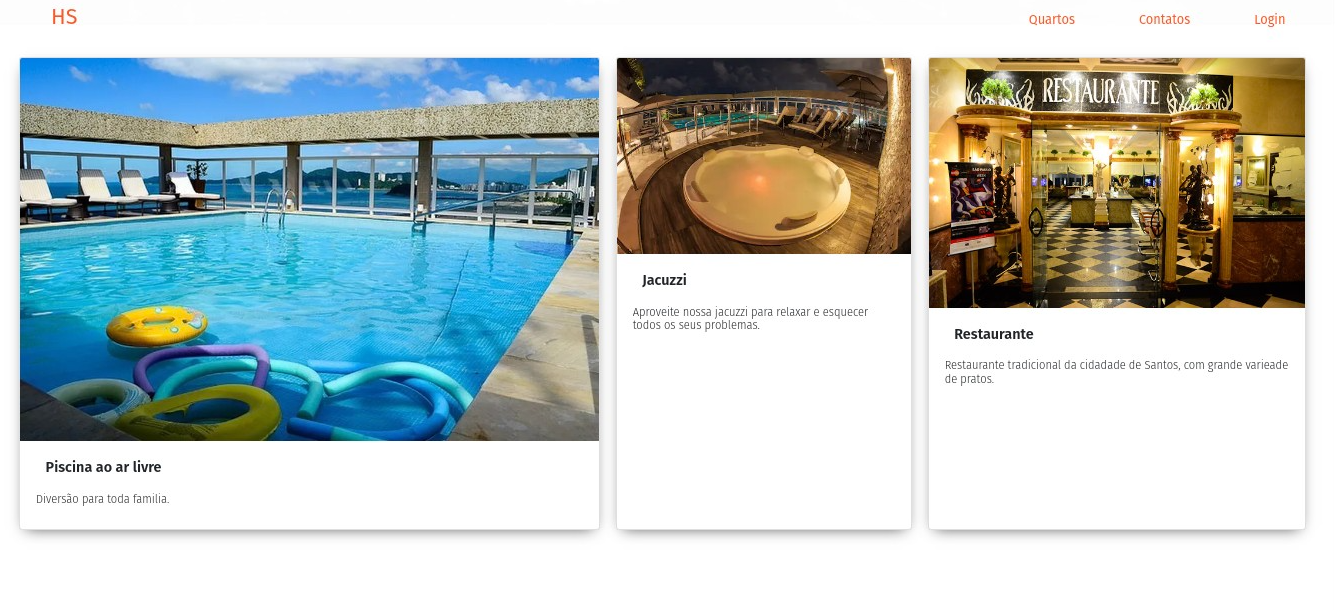 HS
Quartos
Contatos
Login
RESTAURANTE
Piscina ao ar livre
Diversão para toda familia.
Jacuzzi
Aproveite nossa jacuzzi para relaxar e esquecer
todos os seus problemas.
Restaurante
Restaurante tradicional da cidadade de Santos, com grande varieade
de pratos.